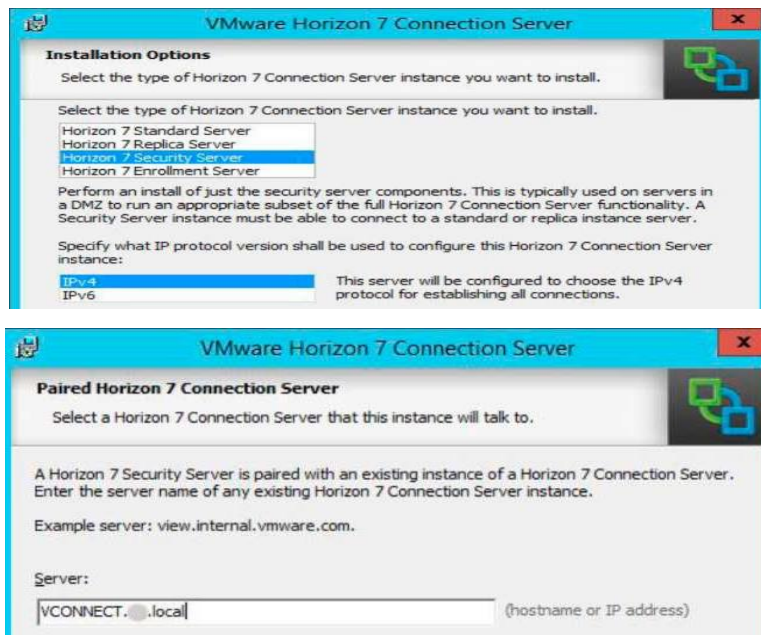 VMware Horizon 7 Connection Server
Installation Options
Select the type of Horizon 7 Connection Server instance you want to install.
Select the type of Horizon 7 Connection Server instance you want to install.
Horizon 7 Standard Server
Horizon 7 Replica Server
Horizon 7 Security Server
Horizon 7 Enrollment Server
Perform an install of just the security server components. This is typically used on servers in
a DMZ to run an appropriate subset of the full Horizon 7 Connection Server functionality. A
Security Server instance must be able to connect to a standard or replica instance server.
Specify what IP protocol version shall be used to configure this Horizon 7 Connection Server
instance:
IPv4 This server will be configured to choose the IPv4
IPv6 protocol for establishing all connections.
VMware Horizon 7 Connection Server
Paired Horizon 7 Connection Server
Select a Horizon 7 Connection Server that this instance will talk to.
A Horizon 7 Security Server is paired with an existing instance of a Horizon 7 Connection Server.
Enter the server name of any existing Horizon 7 Connection Server instance.
Example server: view.internal.vmware.com.
Server:
VCONNECT. .local (hostname or IP address)